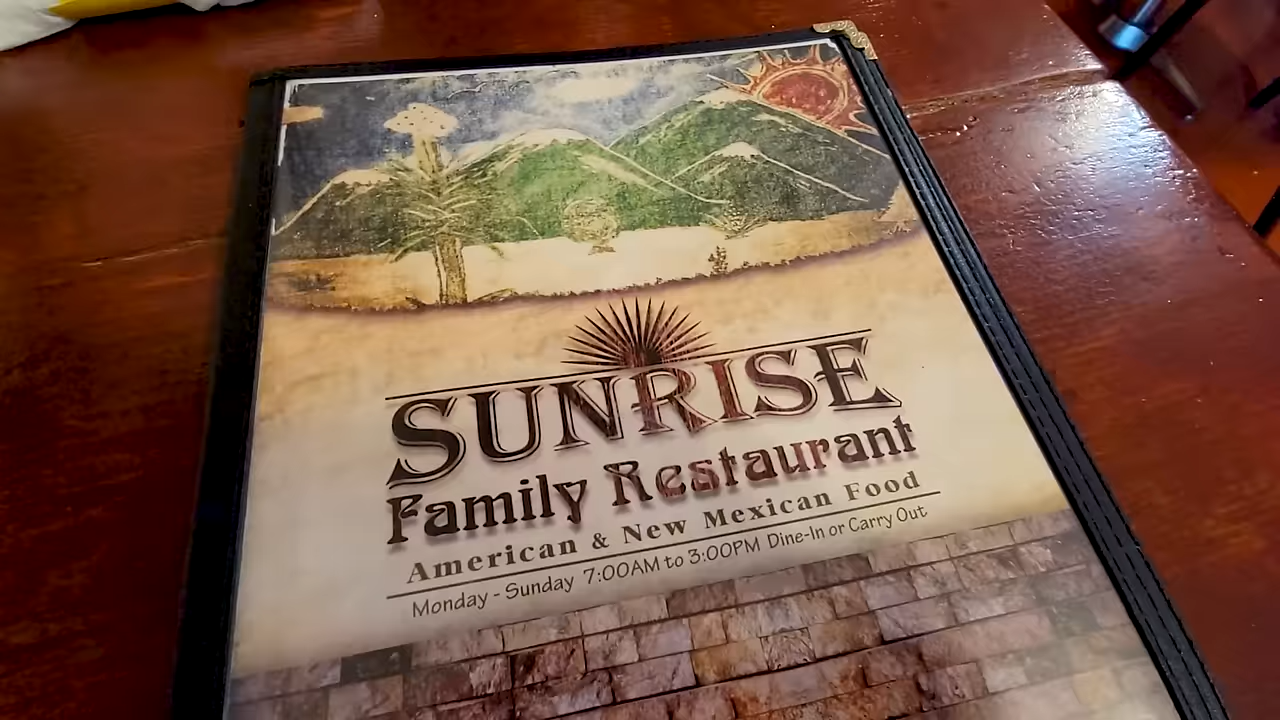 SUNRISE
Family Restaurant
American & New Mexican Food
Monday - Sunday 7:00AM to 3:00PM Dine-In or Carry Out